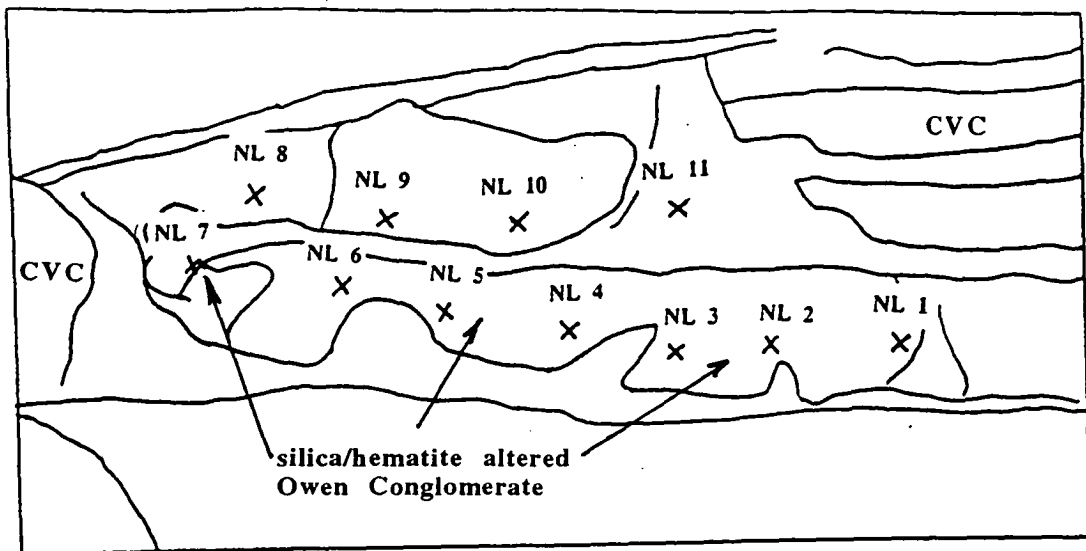 CVC
NL 8
NL 9
NL 10
NL 11
NL 7
CVC
NL 6
NL 5
NL 4
NL 3
NL 2
NL 1
silica/hematite altered
Owen Conglomerate